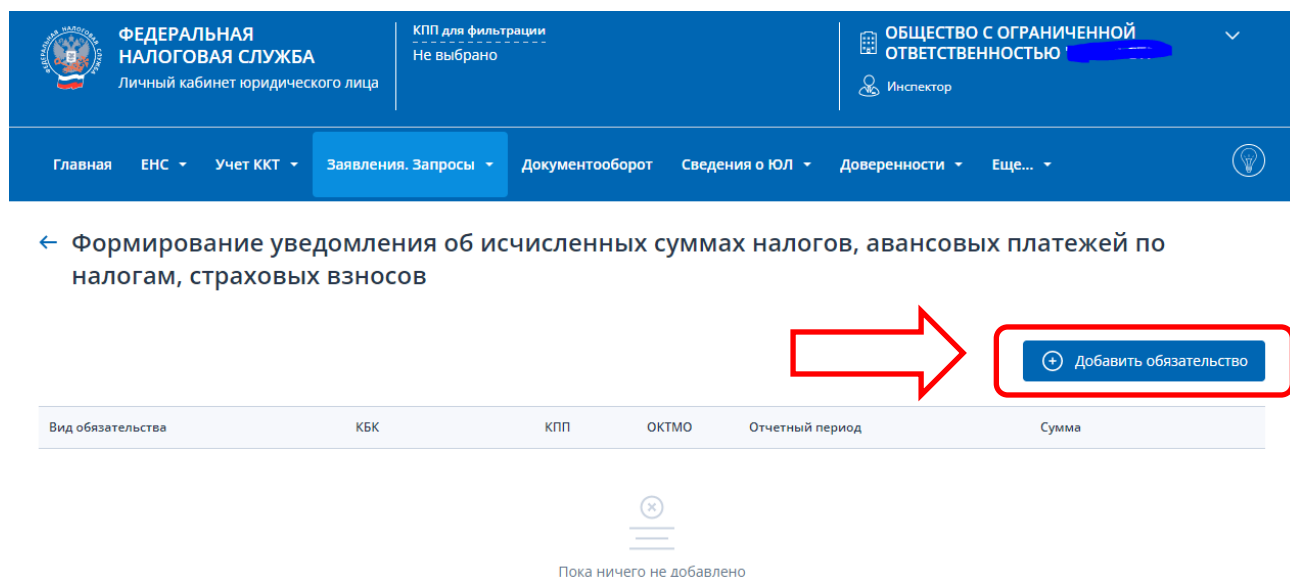 ФЕДЕРАЛЬНАЯ
НАЛОГОВАЯ СЛУЖБА
Личный кабинет юридического лица
КПП для фильтрации
Не выбрано
ОБЩЕСТВО С ОГРАНИЧЕННОЙ
ОТВЕТСТВЕННОСТЬЮ
Инспектор
Главная ЕНС Учет ККТ Заявления. Запросы Документооборот Сведения о ЮЛ Доверенности Еще...
Формирование уведомления об исчисленных суммах налогов, авансовых платежей по
налогам, страховых взносов
Добавить обязательство
Вид обязательства КБК КПП ОКТМО Отчетный период Сумма
Пока ничего не добавлено